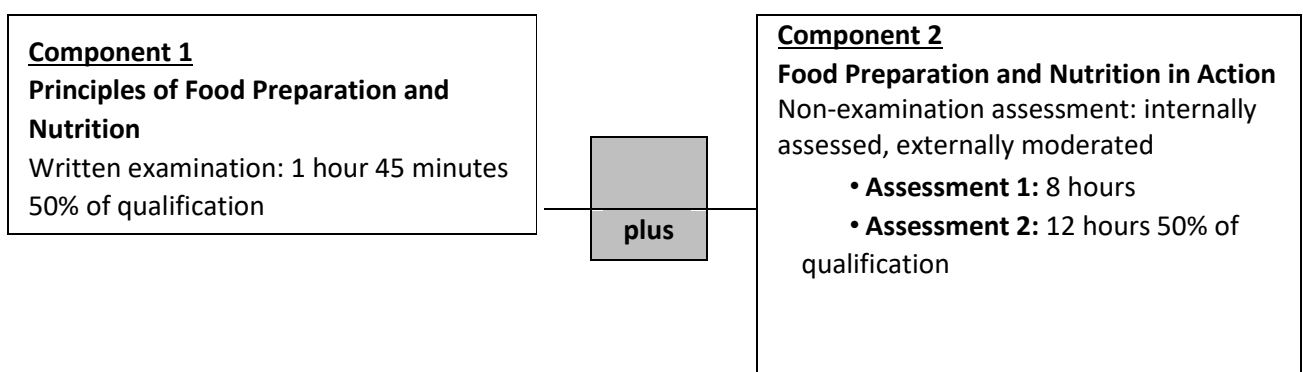 Component 1
Principles of Food Preparation and
Nutrition
Written examination: 1 hour 45 minutes
50% of qualification
plus
Component 2
Food Preparation and Nutrition in Action
Non-examination assessment: internally
assessed, externally moderated
• Assessment 1: 8 hours
• Assessment 2: 12 hours 50% of
qualification